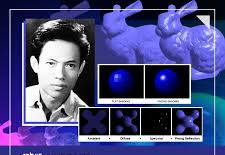 FLAT SHADING
PHONG SHADING
Ambient + Diffuse + Specular = Phong Reflection